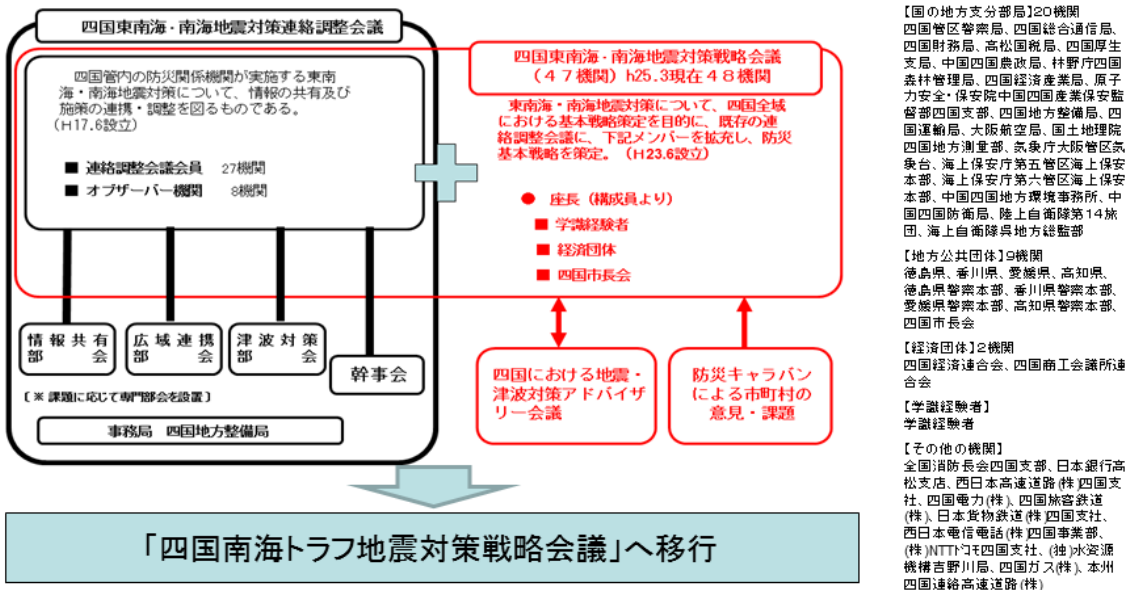 四国東南海・南海地震対策連絡調整会議
四国管内の防災関係機関が実施する東南
海・南海地震対策について、情報の共有及び
施策の連携・調整を図るものである。
(H17.6設立)
■ 連絡調整会議会員 27機関
■ オブザーバー機関 8機関
情報共有
部会
広域連携
部会
津波対策
部会
幹事会
〔※課題に応じて専門部会を設置〕
事務局 四国地方整備局
四国東南海・南海地震対策戦略会議
(47機関)h25.3現在48機関
東南海・南海地震対策について、四国全域
における基本戦略策定を目的に、既存の連
絡調整会議に、下記メンバーを拡充し、防災
基本戦略を策定。(H23.6設立)
● 座長(構成員より)
■ 学識経験者
■ 経済団体
■ 四国市長会
四国における地震・
津波対策アドバイザ
リー会議
防災キャラバン
による市町村の
意見・課題
「四国南海トラフ地震対策戦略会議」へ移行
【国の地方支分部局】20機関
四国管区警察局、四国総合通信局、
四国財務局、高松国税局、四国厚生
支局、中国四国農政局、林野庁四国
森林管理局、四国経済産業局、原子
力安全・保安院中国四国産業保安監
督部四国支部、四国地方整備局、四
国運輸局、大阪航空局、国土地理院
四国地方測量部、気象庁大阪管区気
象台、海上保安庁第五管区海上保安
本部、海上保安庁第六管区海上保安
本部、中国四国地方環境事務所、中
国四国防衛局、陸上自衛隊第14旅
団、海上自衛隊呉地方総監部
【地方公共団体】9機関
徳島県、香川県、愛媛県、高知県、
徳島県警察本部、香川県警察本部、
愛媛県警察本部、高知県警察本部、
四国市長会
【経済団体】2機関
四国経済連合会、四国商工会議所連
合会
【学識経験者】
学識経験者
【その他の機関】
全国消防長会四国支部、日本銀行高
松支店、西日本高速道路(株)四国支
社、四国電力(株)、四国旅客鉄道
(株)、日本貨物鉄道(株)四国支社、
西日本電信電話(株)四国事業部、
(株)NTTドコモ四国支社、(独)水資源
機構吉野川局、四国ガス(株)、本州
四国連絡高速道路(株)